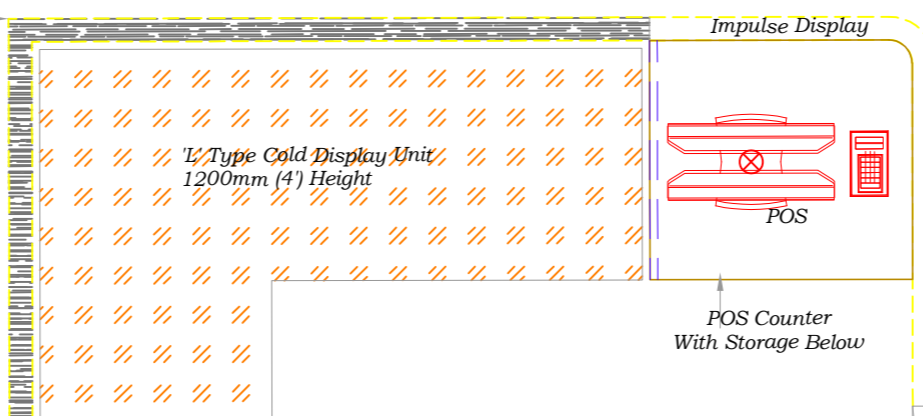 Impulse Display
'L' Type Cold Display Unit
1200mm (4') Height
POS
POS Counter
With Storage Below